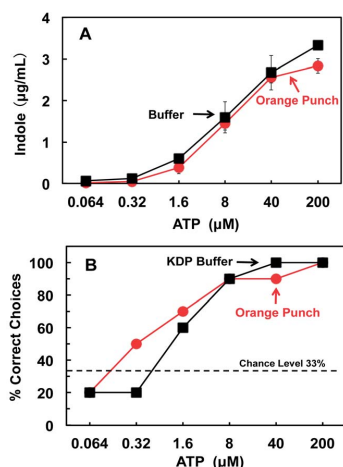 A
4
3
2
1
0
Indole (µg/mL)
Buffer
Orange Punch
0.064 0.32 1.6 8 40 200
ATP (µM)
B
100
80
60
40
20
0
% Correct Choices
KDP Buffer
Orange Punch
Chance Level 33%
0.064 0.32 1.6 8 40 200
ATP (µM)